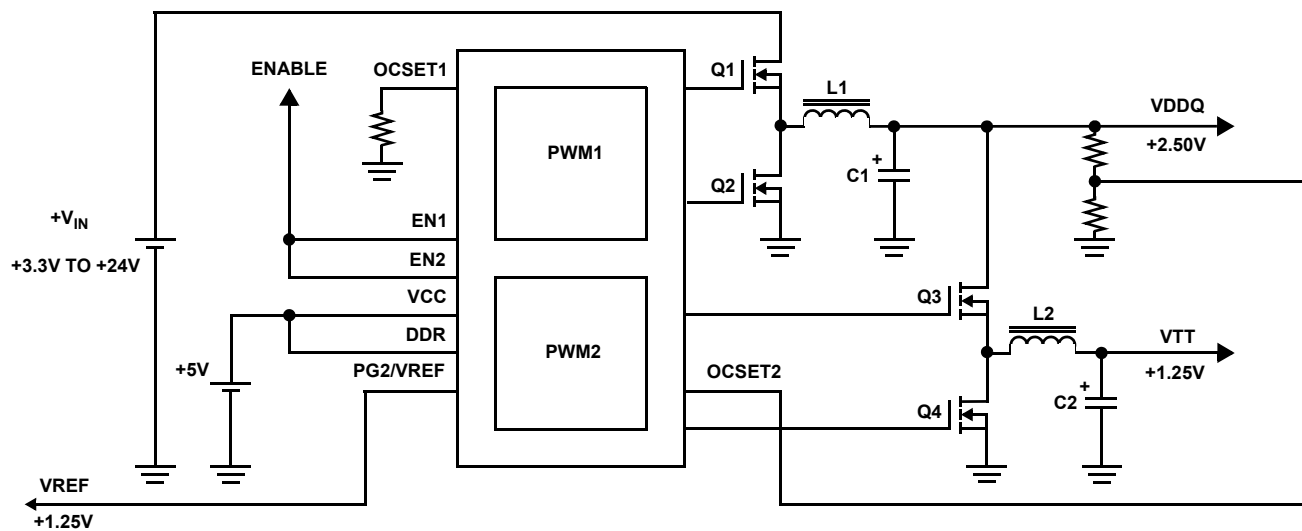 ENABLE
OCSET1
Q1
L1
VDDQ
+2.50V
PWM1
Q2
C1
+
+VIN
+3.3V TO +24V
EN1
EN2
VCC
DDR
PG2/VREF
+5V
PWM2
Q3
L2
VTT
+1.25V
OCSET2
Q4
C2
+
VREF
+1.25V